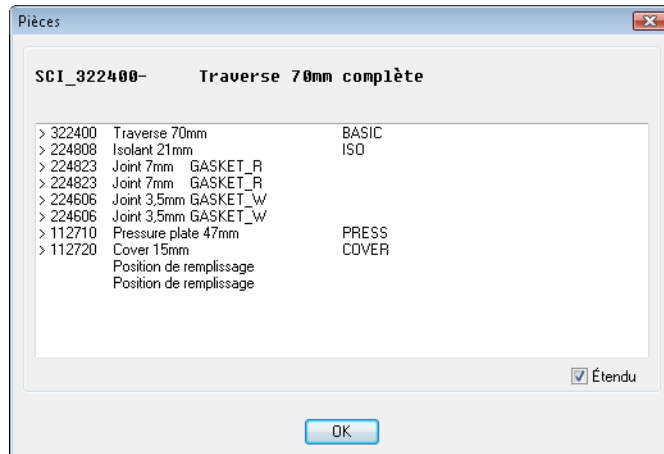 Pièces
SCI_322400- Traverse 70mm complète
> 322400 Traverse 70mm BASIC
> 224808 Isolant 21mm ISO
> 224823 Joint 7mm GASKET_R
> 224823 Joint 7mm GASKET_R
> 224606 Joint 3,5mm GASKET_W
> 224606 Joint 3,5mm GASKET_W
> 112710 Pressure plate 47mm PRESS
> 112720 Cover 15mm COVER
Position de remplissage
Position de remplissage
Étendu
OK